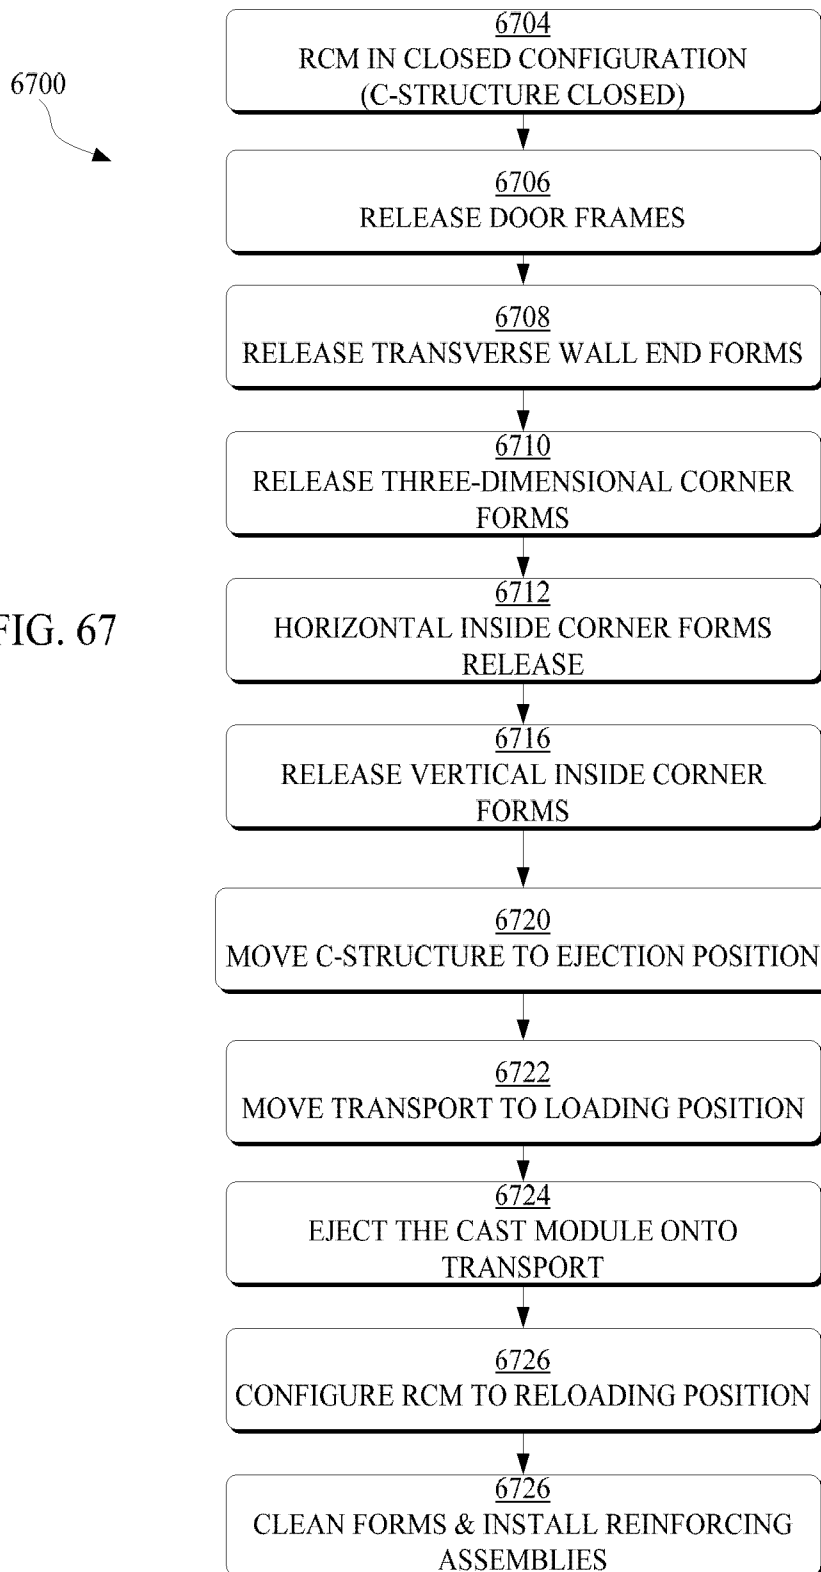 6704
RCM IN CLOSED CONFIGURATION
(C-STRUCTURE CLOSED)
6700
6706
RELEASE DOOR FRAMES
6708
RELEASE TRANSVERSE WALL END FORMS
6710
RELEASE THREE-DIMENSIONAL CORNER
FORMS
6712
HORIZONTAL INSIDE CORNER FORMS
RELEASE
FIG. 67
6716
RELEASE VERTICAL INSIDE CORNER
FORMS
6720
MOVE C-STRUCTURE TO EJECTION POSITION
6722
MOVE TRANSPORT TO LOADING POSITION
6724
EJECT THE CAST MODULE ONTO
TRANSPORT
6726
CONFIGURE RCM TO RELOADING POSITION
6726
CLEAN FORMS & INSTALL REINFORCING
ASSEMBLIES